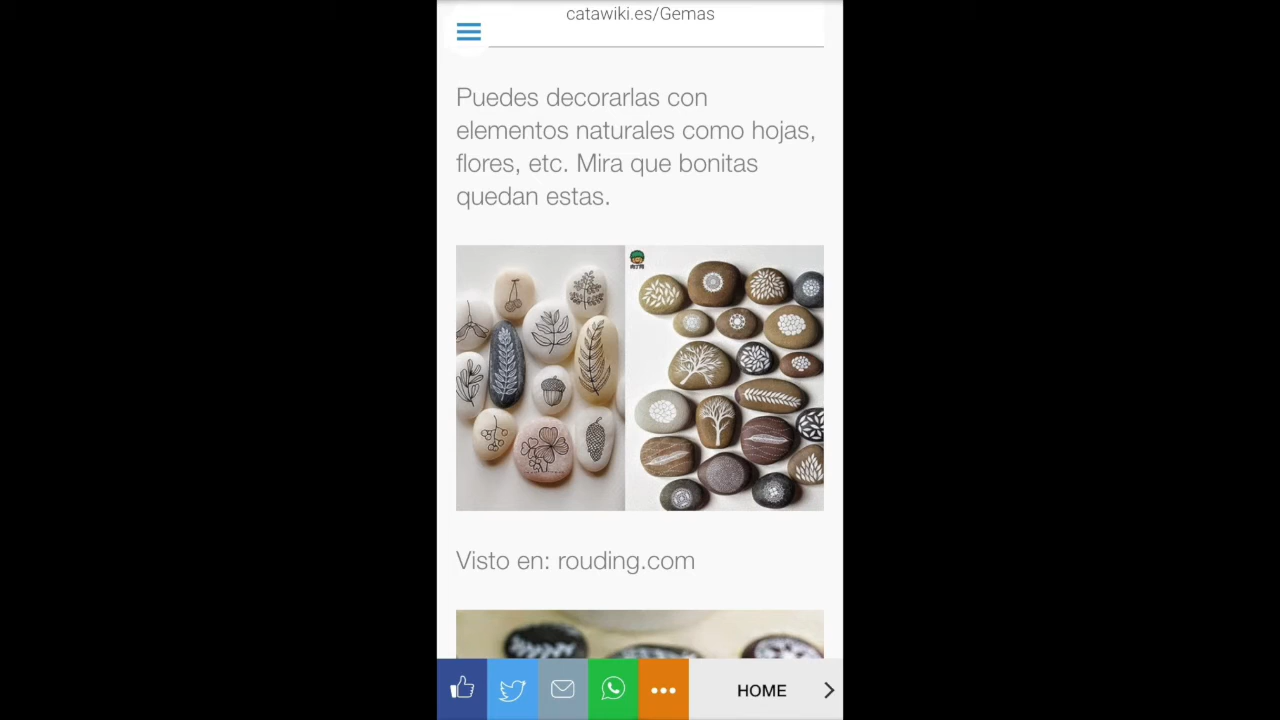 catawiki.es/Gemas
Puedes decorarlas con
elementos naturales como hojas,
flores, etc. Mira que bonitas
quedan estas.
Visto en: rouding.com
HOME